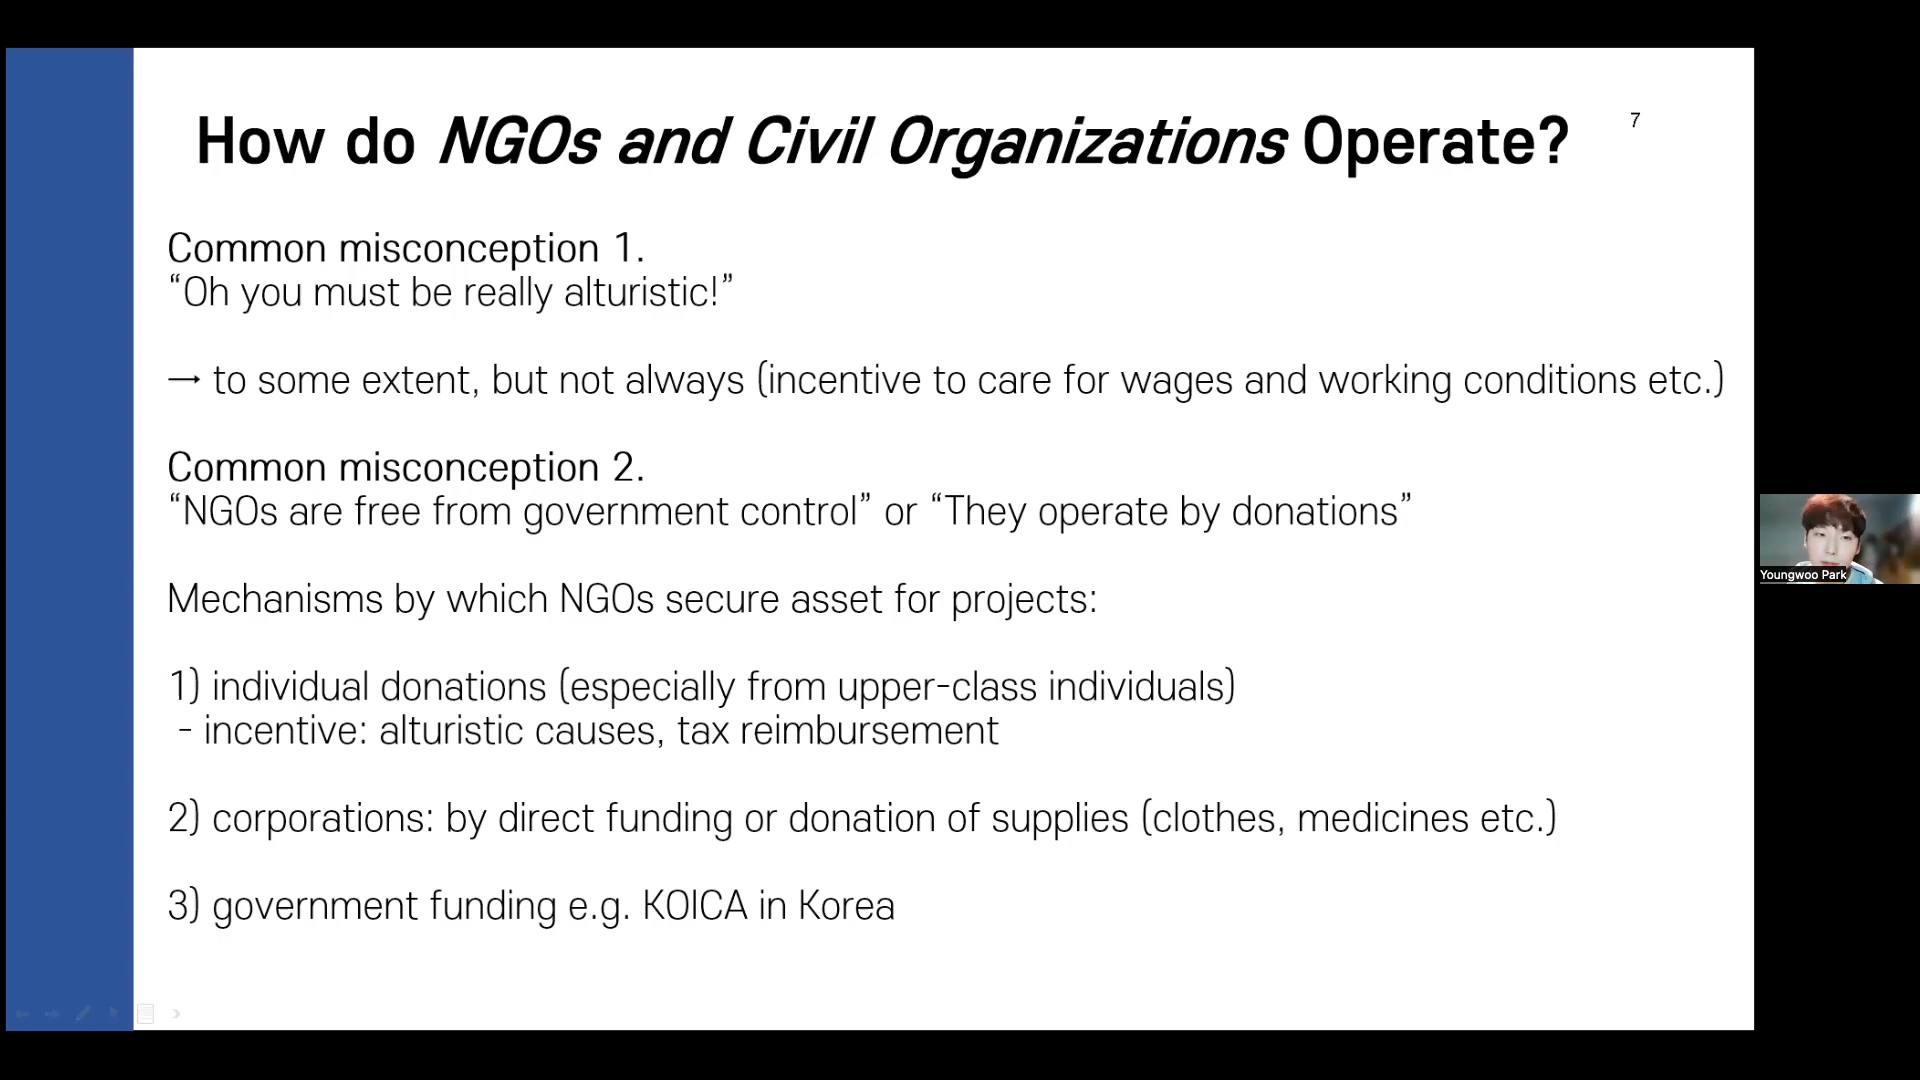 How do NGOs and Civil Organizations Operate?
7
Common misconception 1.
“Oh you must be really alturistic!”
→ to some extent, but not always (incentive to care for wages and working conditions etc.)
Common misconception 2.
“NGOs are free from government control” or “They operate by donations”
Mechanisms by which NGOs secure asset for projects:
1) individual donations (especially from upper-class individuals)
- incentive: alturistic causes, tax reimbursement
2) corporations: by direct funding or donation of supplies (clothes, medicines etc.)
3) government funding e.g. KOICA in Korea
Youngwoo Park